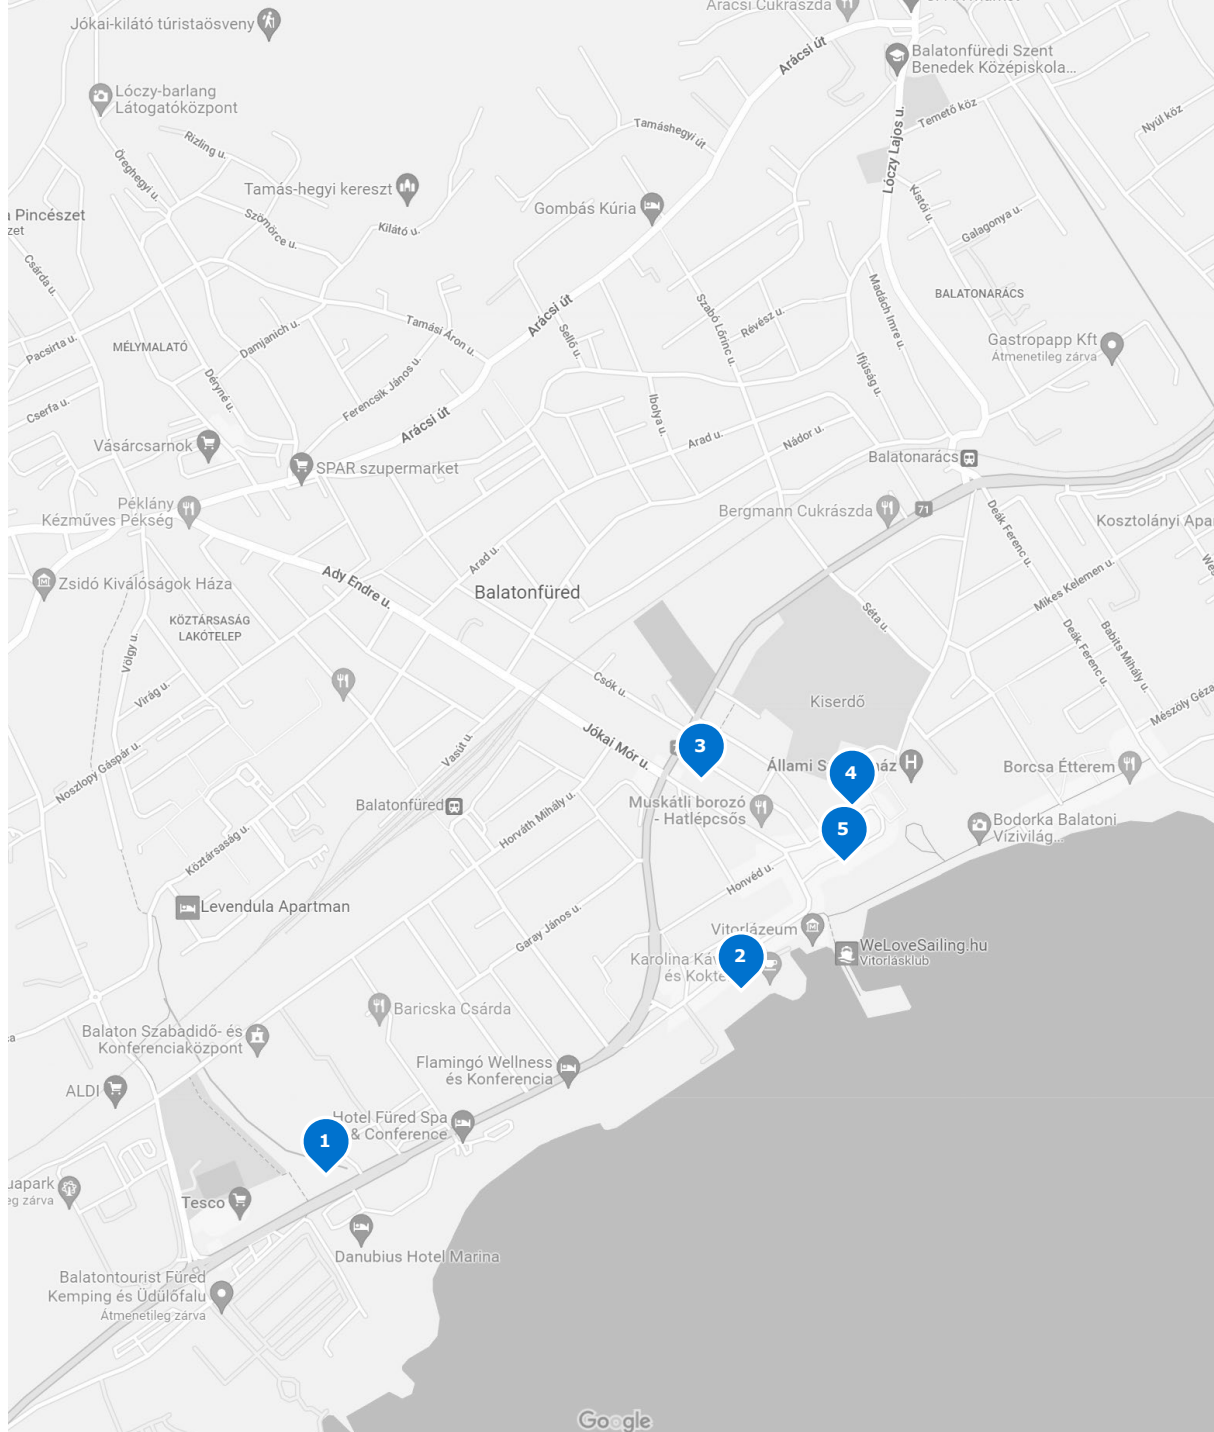 Aracsi Cukrászda
Jókai-kilátó túristaösveny
Arácsi út
Balatonfüredi Szent
Benedek Középiskola...
Lóczy-barlang
Látogatóközpont
Temető köz
Nyúl köz
Lóczy Lajos u.
Tamáshegyi út
Rizling u.
Öreghegyi u.
Tamás-hegyi kereszt
Gombás Kúria
Kistói u.
a Pincészet
zet
Szömörce u.
Kilátó u.
Galagonya u.
Csárda u.
BALATONARÁCS
Madách Imre u.
Arácsi út
Szabó Lőrinc u.
Révész u.
Tamási Áron u.
Sellő u.
Damjanich u.
Pacsirta u.
MÉLYMALATÓ
Gastropapp Kft
Átmenetileg zárva
Ifjúság u.
Déryné u.
Ferencsik János u.
Cserfa u.
Ibolya u.
Arácsi út
Arad u.
Nádor u.
Vásárcsarnok
SPAR szupermarket
Balatonarács
Péklány
Kézműves Pékség
Bergmann Cukrászda
71
Deák Ferenc u.
Kosztolányi Apa
Arad u.
Ady Endre u.
Zsidó Kiválóságok Háza
Balatonfüred
Mikes Kelemen u.
KÖZTÁRSASÁG
LAKÓTELEP
Séta u.
Völgy u.
Deák Ferenc u.
Babits Mihály u.
Csók u.
Virág u.
Kiserdő
Mészöly Géza
Jókai Mór u.
Vasút u.
3
Noszlopy Gáspár u.
Állami S
ház
4
Borcsa Étterem
Balatonfüred
Muskátli borozó
- Hatlépcsős
Horváth Mihály u.
5
Bodorka Balatoni
Vízivilág...
Köztársaság u.
Honvéd u.
Levendula Apartman
Garay János u.
Vitorlázeum
WeLoveSailing.hu
Vitorlásklub
2
Karolina Káv
és Kokté
Baricska Csárda
Balaton Szabadidő- és
Konferenciaközpont
Flamingó Wellness
és Konferencia
ALDI
Hotel Füred Spa
& Conference
1
uapark
eg zárva
Tesco
Danubius Hotel Marina
Balatontourist Füred
Kemping és Üdülőfalu
Átmenetileg zárva
Google